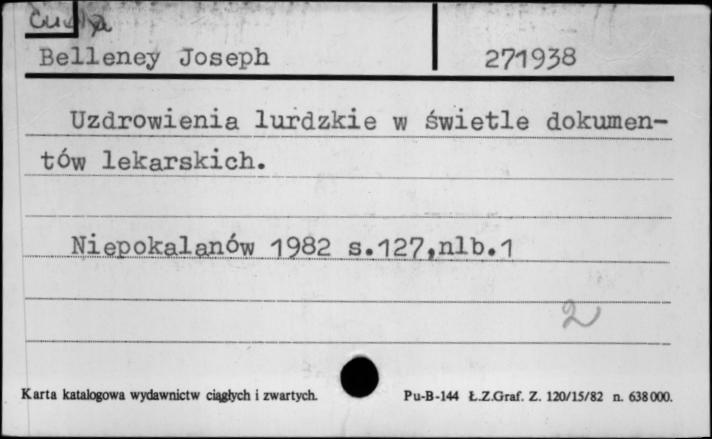 Cuda
Belleney Joseph 271938
Uzdrowienia lurdzkie w świetle dokumen-
tów lekarskich.
Niepokalanów 1982 s.127,nlb.1
2
Karta katalogowa wydawnictw ciągłych i zwartych. Pu-B-144 Ł.Z.Graf. Z. 120/15/82 n. 638000.